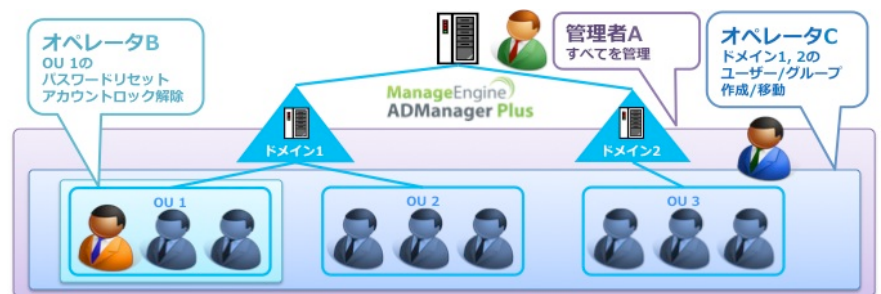 オペレータB
OU 1の
パスワードリセット
アカウントロック解除
管理者A
すべてを管理
オペレータC
ドメイン1, 2の
ユーザー/グループ
作成/移動
ManageEngine
ADManager Plus
ドメイン1
ドメイン2
OU 1
OU 2
OU 3